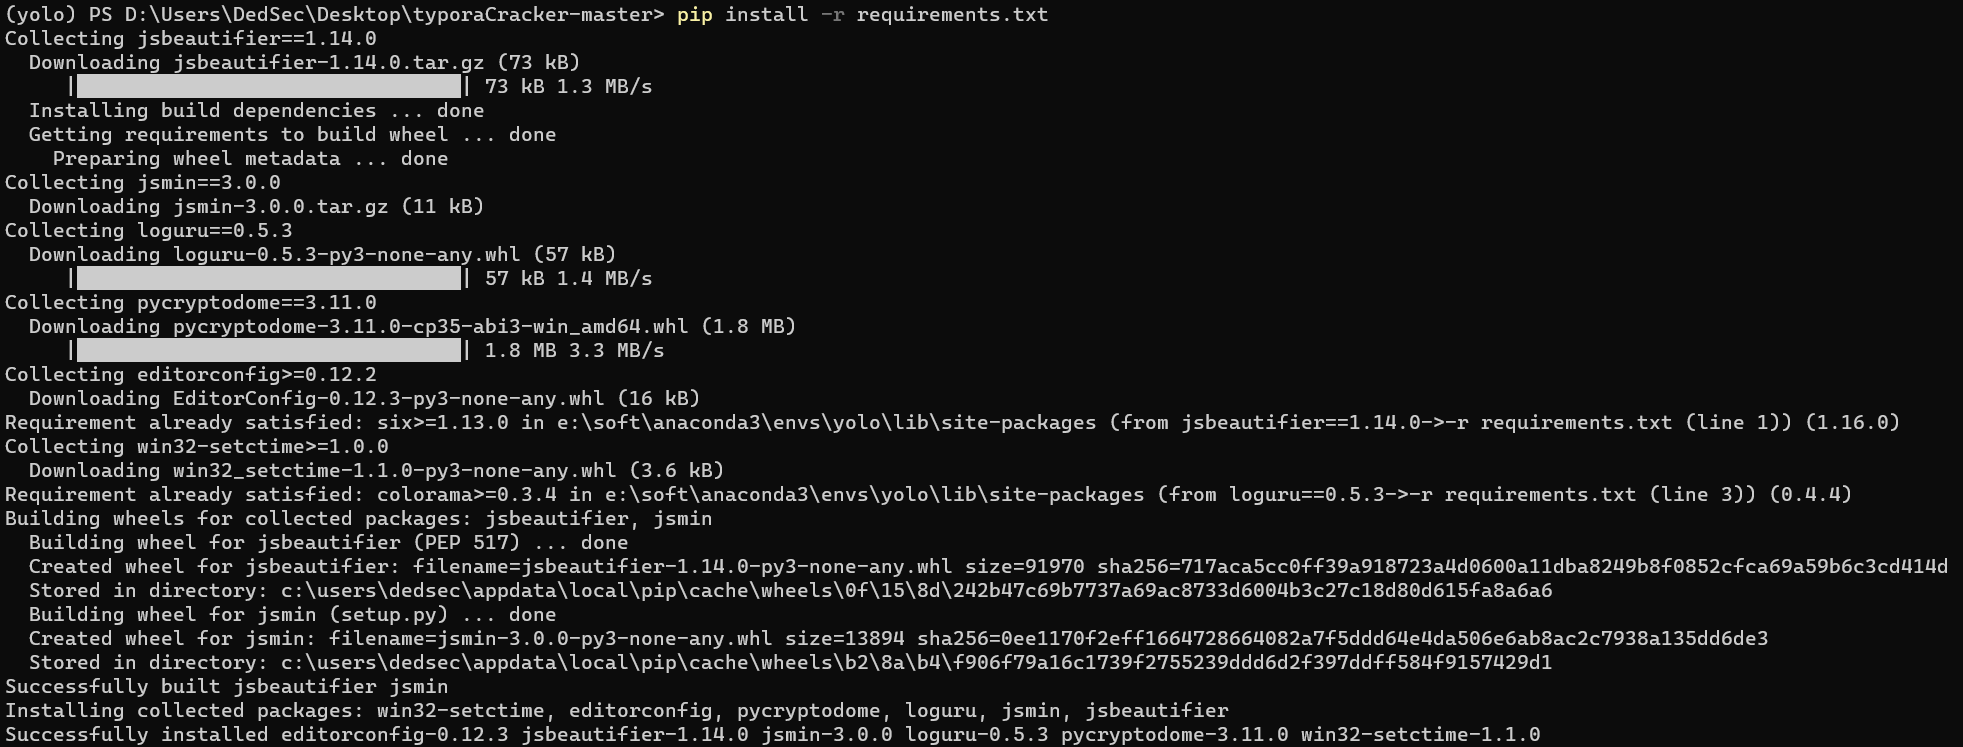 (yolo) PS D:\Users\DedSec\Desktop\typoraCracker-master> pip install -r requirements.txt
Collecting jsbeautifier==1.14.0
  Downloading jsbeautifier-1.14.0.tar.gz (73 kB)
     |████████████████████████████████| 73 kB 1.3 MB/s
  Installing build dependencies ... done
  Getting requirements to build wheel ... done
    Preparing wheel metadata ... done
Collecting jsmin==3.0.0
  Downloading jsmin-3.0.0.tar.gz (11 kB)
Collecting loguru==0.5.3
  Downloading loguru-0.5.3-py3-none-any.whl (57 kB)
     |████████████████████████████████| 57 kB 1.4 MB/s
Collecting pycryptodome==3.11.0
  Downloading pycryptodome-3.11.0-cp35-abi3-win_amd64.whl (1.8 MB)
     |████████████████████████████████| 1.8 MB 3.3 MB/s
Collecting editorconfig>=0.12.2
  Downloading EditorConfig-0.12.3-py3-none-any.whl (16 kB)
Requirement already satisfied: six>=1.13.0 in e:\soft\anaconda3\envs\yolo\lib\site-packages (from jsbeautifier==1.14.0->-r requirements.txt (line 1)) (1.16.0)
Collecting win32-setctime>=1.0.0
  Downloading win32_setctime-1.1.0-py3-none-any.whl (3.6 kB)
Requirement already satisfied: colorama>=0.3.4 in e:\soft\anaconda3\envs\yolo\lib\site-packages (from loguru==0.5.3->-r requirements.txt (line 3)) (0.4.4)
Building wheels for collected packages: jsbeautifier, jsmin
  Building wheel for jsbeautifier (PEP 517) ... done
  Created wheel for jsbeautifier: filename=jsbeautifier-1.14.0-py3-none-any.whl size=91970 sha256=717aca5cc0ff39a918723a4d0600a11dba8249b8f0852cfca69a59b6c3cd414d
  Stored in directory: c:\users\dedsec\appdata\local\pip\cache\wheels\0f\15\8d\242b47c69b7737a69ac8733d6004b3c27c18d80d615fa8a6a6
  Building wheel for jsmin (setup.py) ... done
  Created wheel for jsmin: filename=jsmin-3.0.0-py3-none-any.whl size=13894 sha256=0ee1170f2eff1664728664082a7f5ddd64e4da506e6ab8ac2c7938a135dd6de3
  Stored in directory: c:\users\dedsec\appdata\local\pip\cache\wheels\b2\8a\b4\f906f79a16c1739f2755239ddd6d2f397ddff584f9157429d1
Successfully built jsbeautifier jsmin
Installing collected packages: win32-setctime, editorconfig, pycryptodome, loguru, jsmin, jsbeautifier
Successfully installed editorconfig-0.12.3 jsbeautifier-1.14.0 jsmin-3.0.0 loguru-0.5.3 pycryptodome-3.11.0 win32-setctime-1.1.0